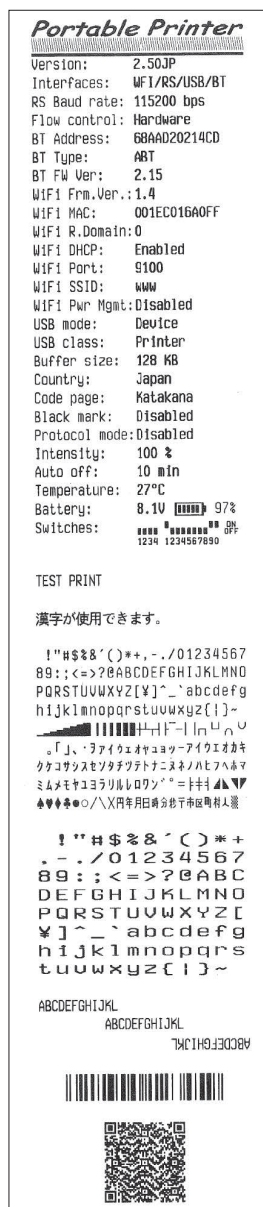 Portable Printer
Version: 2.50JP
Interfaces: WFI/RS/USB/BT
RS Baud rate: 115200 bps
Flow control: Hardware
BT Address: 68AAD20214CD
BT Type: ABT
BT FW Ver: 2.15
WiFi Frm.Ver.:1.4
WiFi MAC: 001EC016A0FF
WiFi R.Domain:0
WiFi DHCP: Enabled
WiFi Port: 9100
WiFi SSID: www
WiFi Pwr Mgmt:Disabled
USB mode: Device
USB class: Printer
Buffer size: 128 KB
Country: Japan
Code page: Katakana
Black mark: Disabled
Protocol mode:Disabled
Intensity: 100 %
Auto off: 10 min
Temperature: 27°C
Battery: 8.1V 97%
Switches: ON OFF
1234 1234567890
TEST PRINT
漢字が使用できます。
!"#$%&´()*+,-./01234567
89:;<=>?@ABCDEFGHIJKLMNO
PQRSTUVWXYZ[¥]^_`abcdefg
hijklmnopqrstuvwxyz{|}~
｡｢｣､･ｦｧｨｩｪｫｬｭｮｯｰｱｲｳｴｵｶｷ
ｸｹｺｻｼｽｾｿﾀﾁﾂﾃﾄﾅﾆﾇﾈﾉﾊﾋﾌﾍﾎﾏ
ﾐﾑﾒﾓﾔﾕﾖﾗﾘﾙﾚﾛﾜﾝﾞﾟ=╞╪╡◢◣◥◤
♠♥♦♣●○/\X円年月日時分秒〒市区町村人▒
!"#$%&´()*+
,-./01234567
89:;<=>?@ABC
DEFGHIJKLMNO
PQRSTUVWXYZ[
¥]^_`abcdefg
hijklmnopqrs
tuvwxyz{|}~
ABCDEFGHIJKL
ABCDEFGHIJKL
ABCDEFGHIJKL